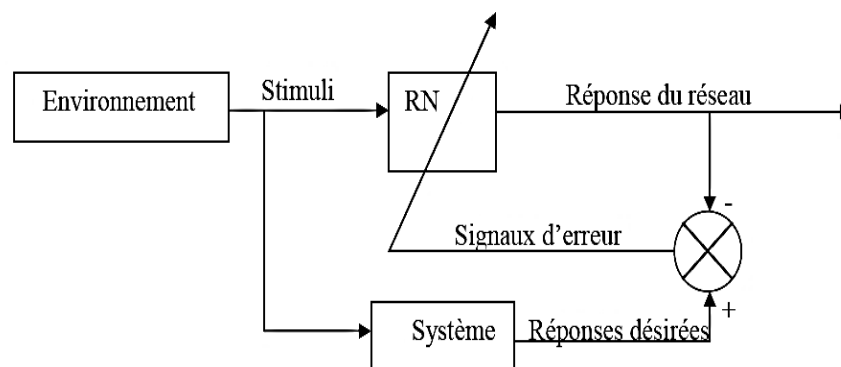 Environnement
Stimuli
RN
Réponse du réseau
-
Signaux d’erreur
+
Système
Réponses désirées